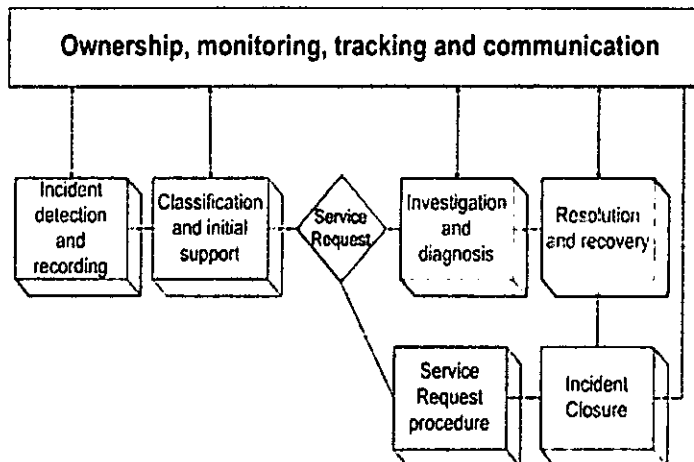 Ownership, monitoring, tracking and communication
Incident
detection
and
recording
Classification
and initial
support
Service
Request
Investigation
and
diagnosis
Resolution
and recovery
Service
Request
procedure
Incident
Closure